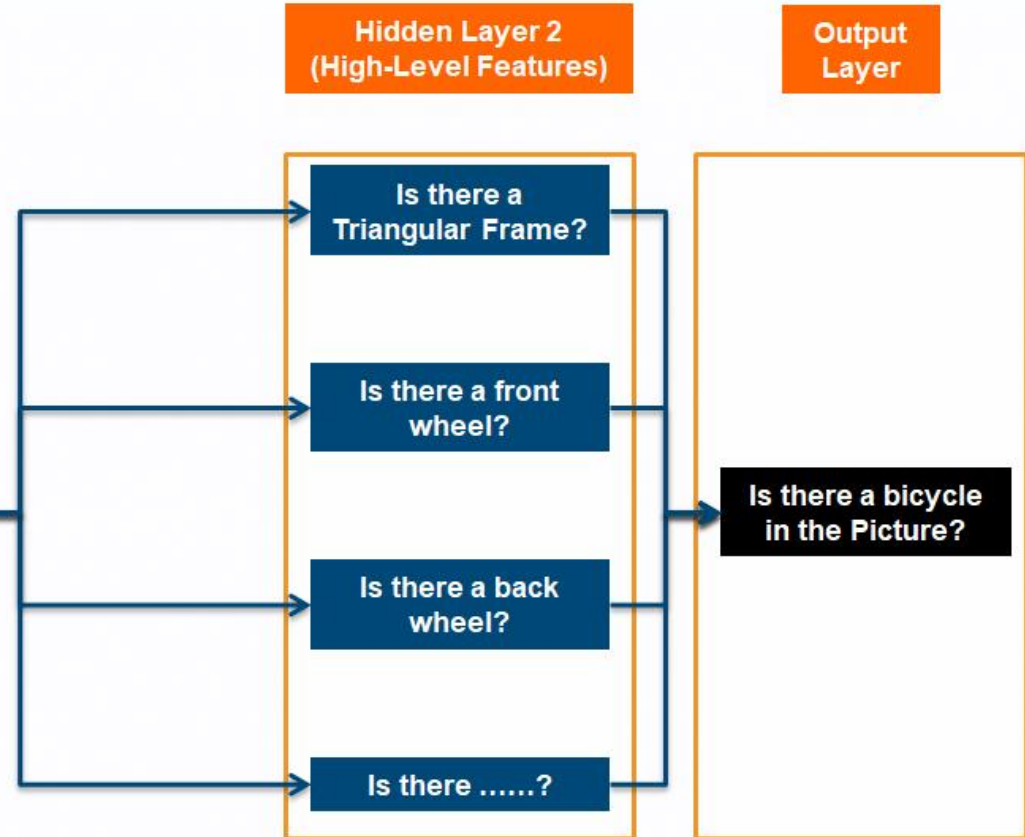 Hidden Layer 2
(High-Level Features)
Output
Layer
Is there a
Triangular Frame?
Is there a front
wheel?
Is there a back
wheel?
Is there ......?
Is there a bicycle
in the Picture?